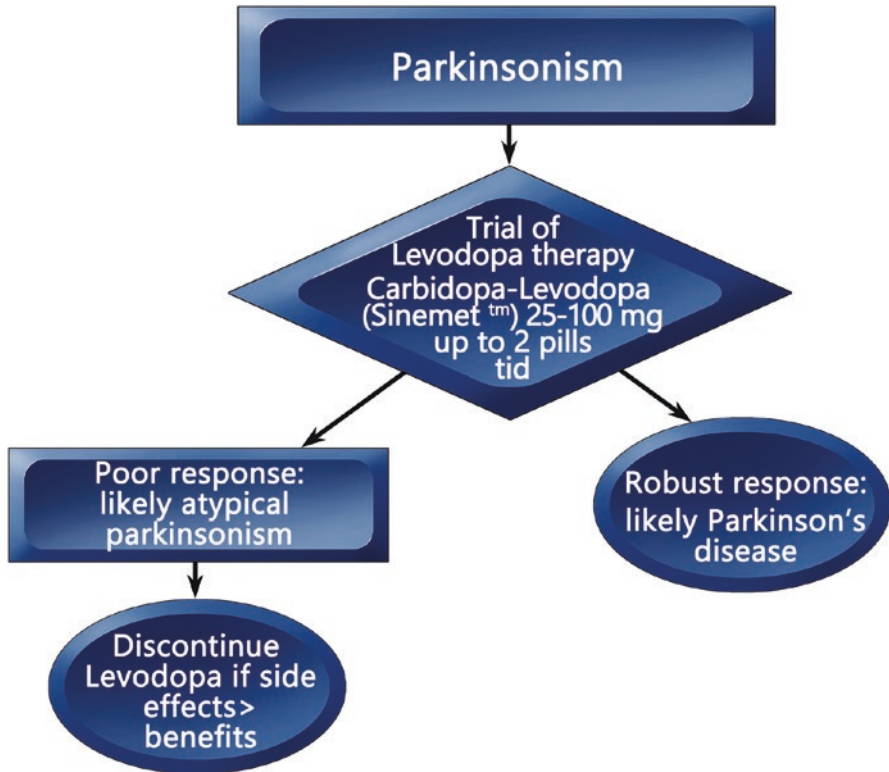 Parkinsonism
Trial of
Levodopa therapy
Carbidopa-Levodopa
(Sinemet ™) 25-100 mg
up to 2 pills
tid
Poor response:
likely atypical
parkinsonism
Robust response:
likely Parkinson's
disease
Discontinue
Levodopa if side
effects>
benefits